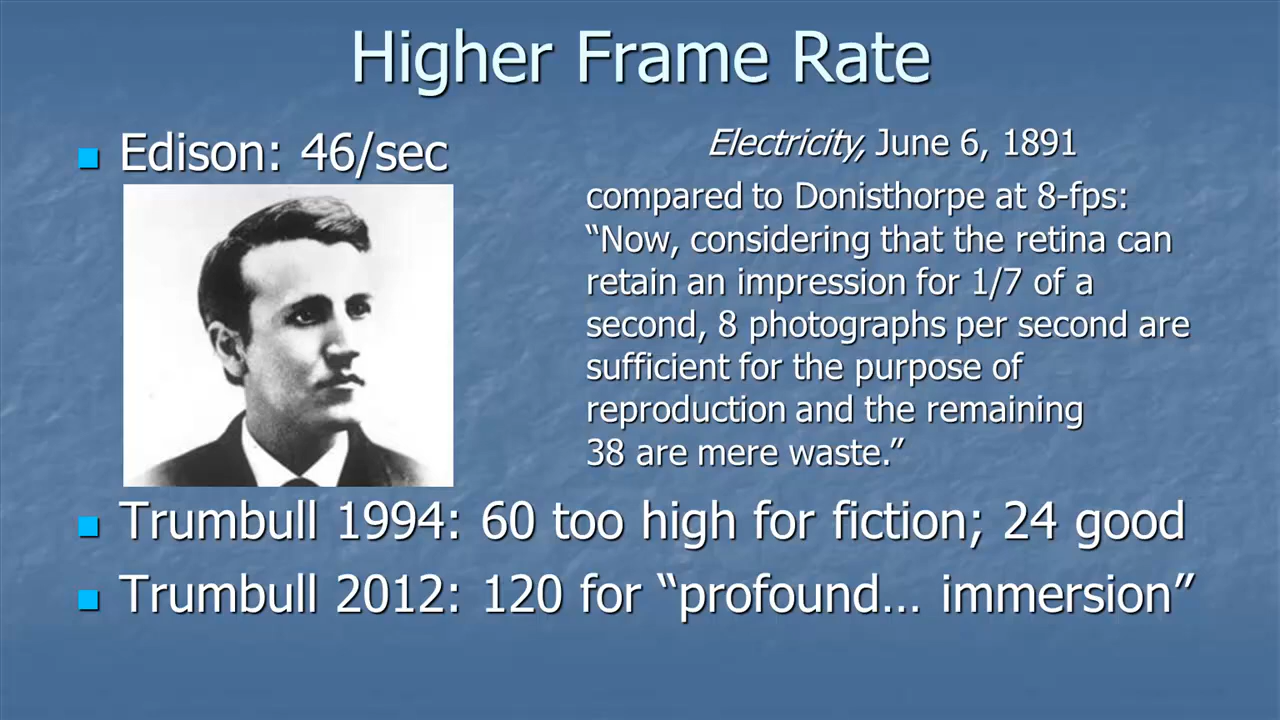 Higher Frame Rate
Edison: 46/sec
Electricity, June 6, 1891
compared to Donisthorpe at 8-fps:
“Now, considering that the retina can
retain an impression for 1/7 of a
second, 8 photographs per second are
sufficient for the purpose of
reproduction and the remaining
38 are mere waste.”
Trumbull 1994: 60 too high for fiction; 24 good
Trumbull 2012: 120 for “profound… immersion”